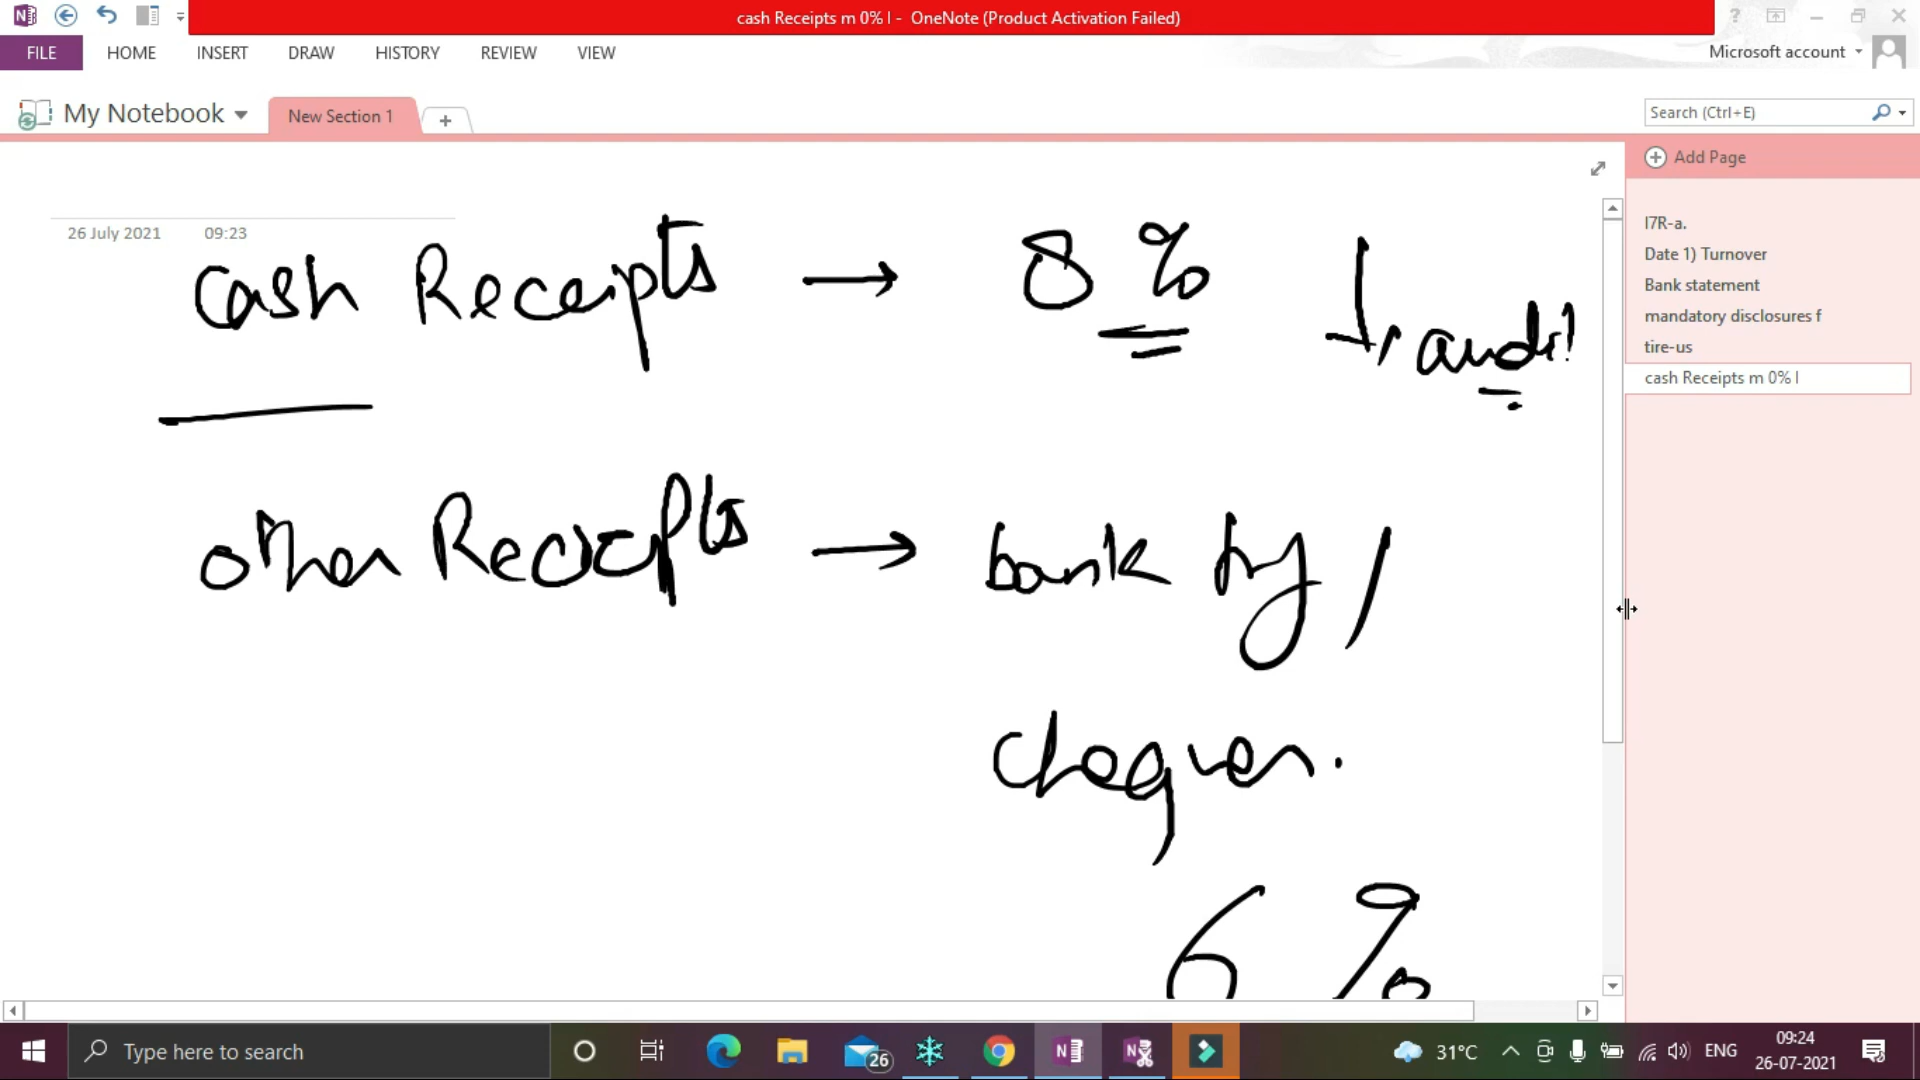 cash Receipts m 0% l - OneNote (Product Activation Failed)
FILE HOME INSERT DRAW HISTORY REVIEW VIEW
Microsoft account
My Notebook
New Section 1
Search (Ctrl+E)
Add Page
26 July 2021 09:23
I7R-a.
Date 1) Turnover
Bank statement
mandatory disclosures f
tire-us
cash Receipts m 0% l
cash Receipts → 8%
audit
other Receipts → bank
cheques.
6 %
Type here to search
26
31°C
ENG
09:24
26-07-2021